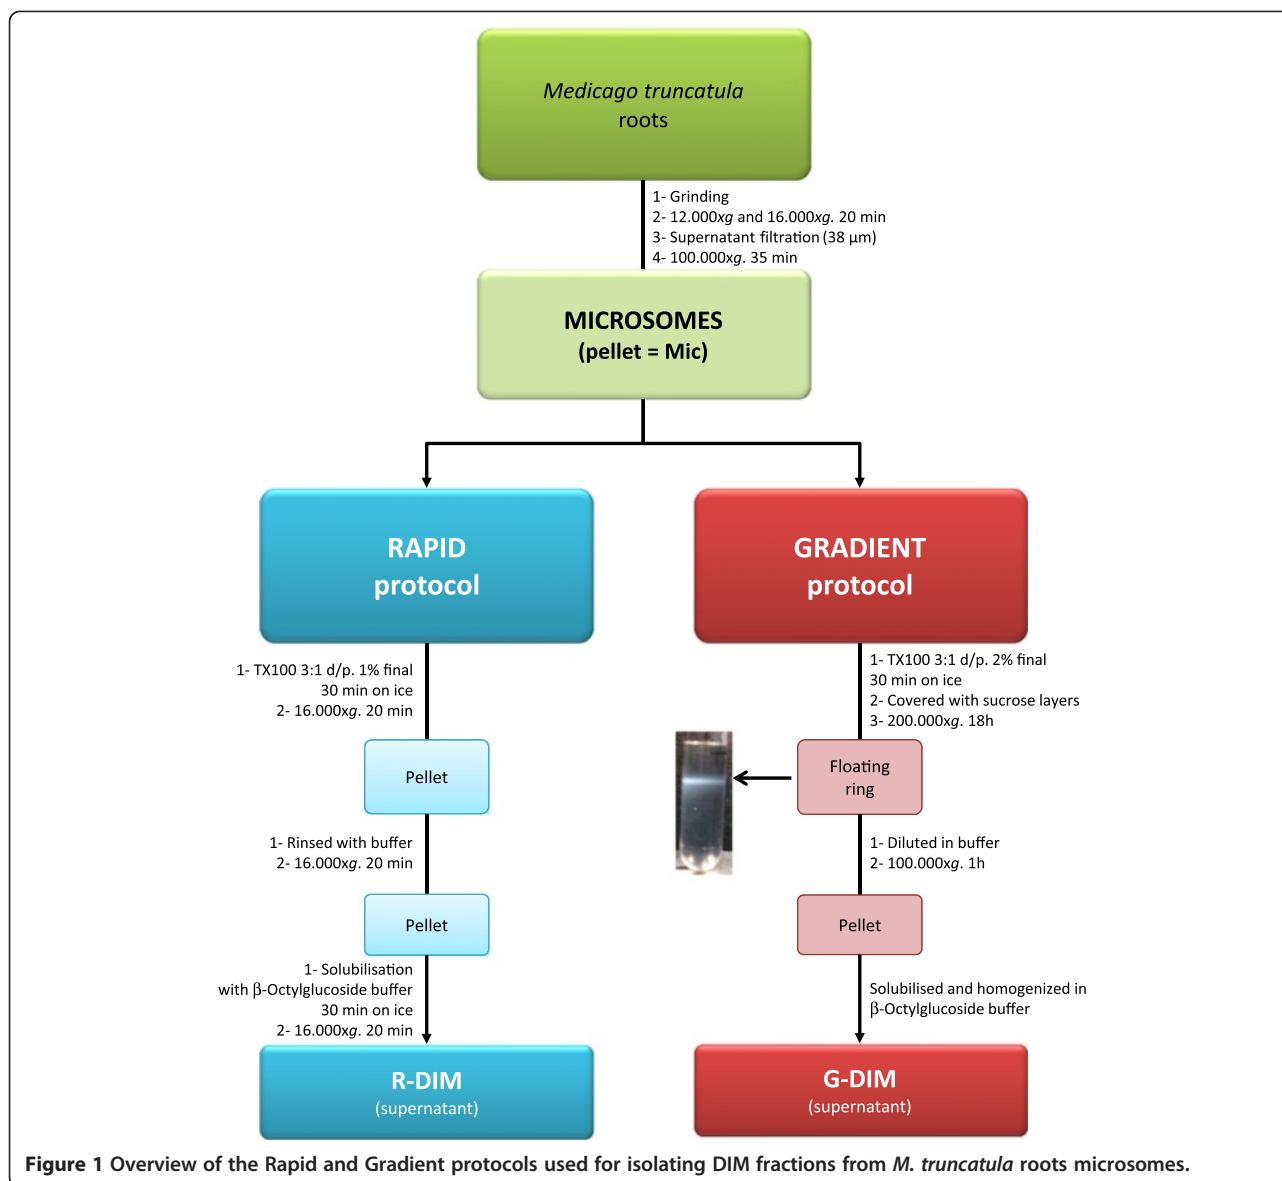 Medicago truncatula
roots
1- Grinding
2- 12.000xg and 16.000xg. 20 min
3- Supernatant filtration (38 µm)
4- 100.000xg. 35 min
MICROSOMES
(pellet = Mic)
RAPID
protocol
1- TX100 3:1 d/p. 1% final
30 min on ice
2- 16.000xg. 20 min
Pellet
1- Rinsed with buffer
2- 16.000xg. 20 min
Pellet
1- Solubilisation
with β-Octylglucoside buffer
30 min on ice
2- 16.000xg. 20 min
R-DIM
(supernatant)
GRADIENT
protocol
1- TX100 3:1 d/p. 2% final
30 min on ice
2- Covered with sucrose layers
3- 200.000xg. 18h
Floating
ring
1- Diluted in buffer
2- 100.000xg. 1h
Pellet
Solubilised and homogenized in
β-Octylglucoside buffer
G-DIM
(supernatant)
Figure 1 Overview of the Rapid and Gradient protocols used for isolating DIM fractions from M. truncatula roots microsomes.